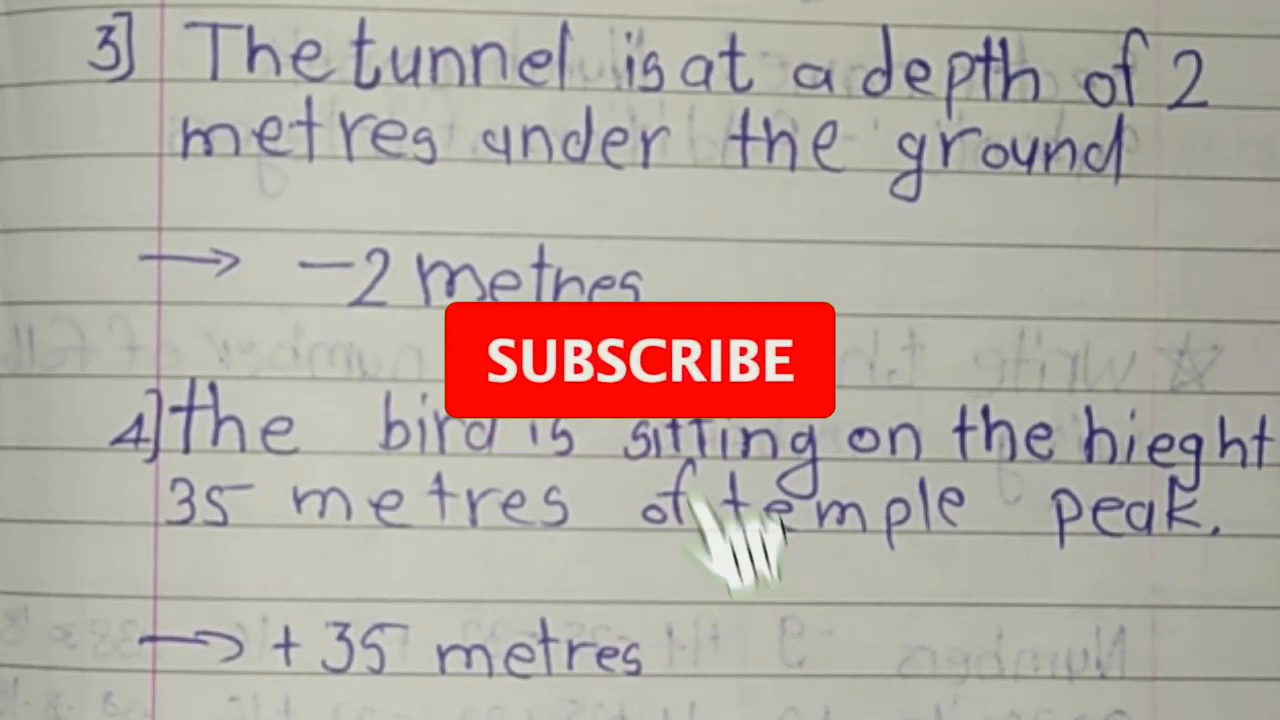 3] The tunnel is at a depth of 2
metres under the ground
→ -2 metres
SUBSCRIBE
4] the bird is sitting on the hieght
35 metres of temple peak.
→ + 35 metres